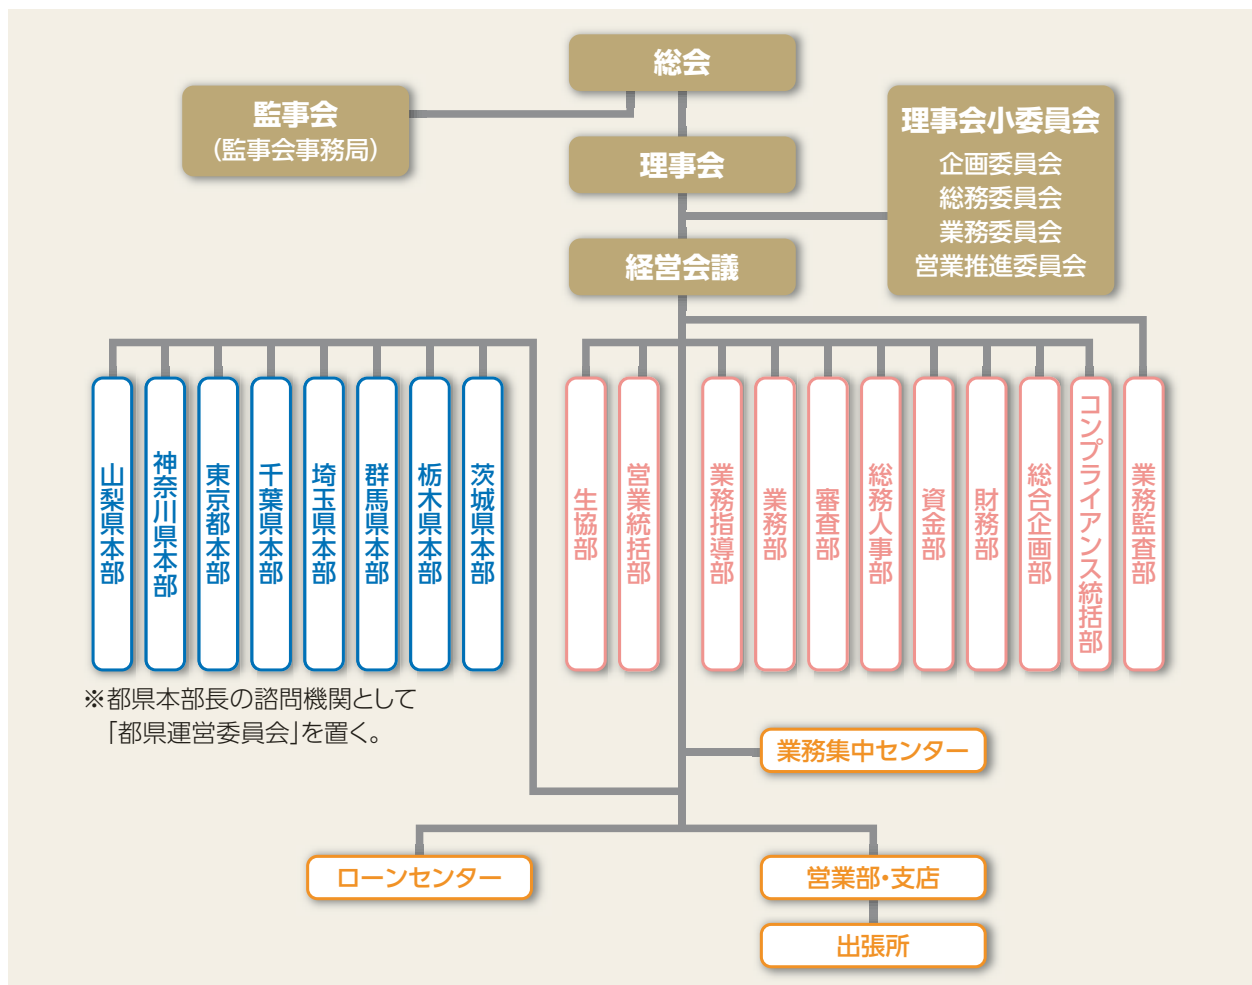 総会
監事会
(監事会事務局)
理事会
理事会小委員会
企画委員会
総務委員会
業務委員会
営業推進委員会
経営会議
山梨県本部
神奈川県本部
東京都本部
千葉県本部
埼玉県本部
群馬県本部
栃木県本部
茨城県本部
生協部
営業統括部
業務指導部
業務部
審査部
総務人事部
資金部
財務部
総合企画部
コンプライアンス統括部
業務監査部
※都県本部長の諮問機関として
「都県運営委員会」を置く。
業務集中センター
ローンセンター
営業部・支店
出張所